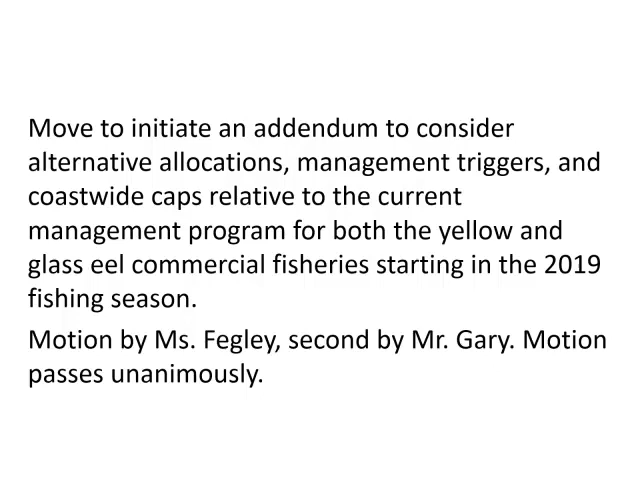 Move to initiate an addendum to consider
alternative allocations, management triggers, and
coastwide caps relative to the current
management program for both the yellow and
glass eel commercial fisheries starting in the 2019
fishing season.
Motion by Ms. Fegley, second by Mr. Gary. Motion
passes unanimously.